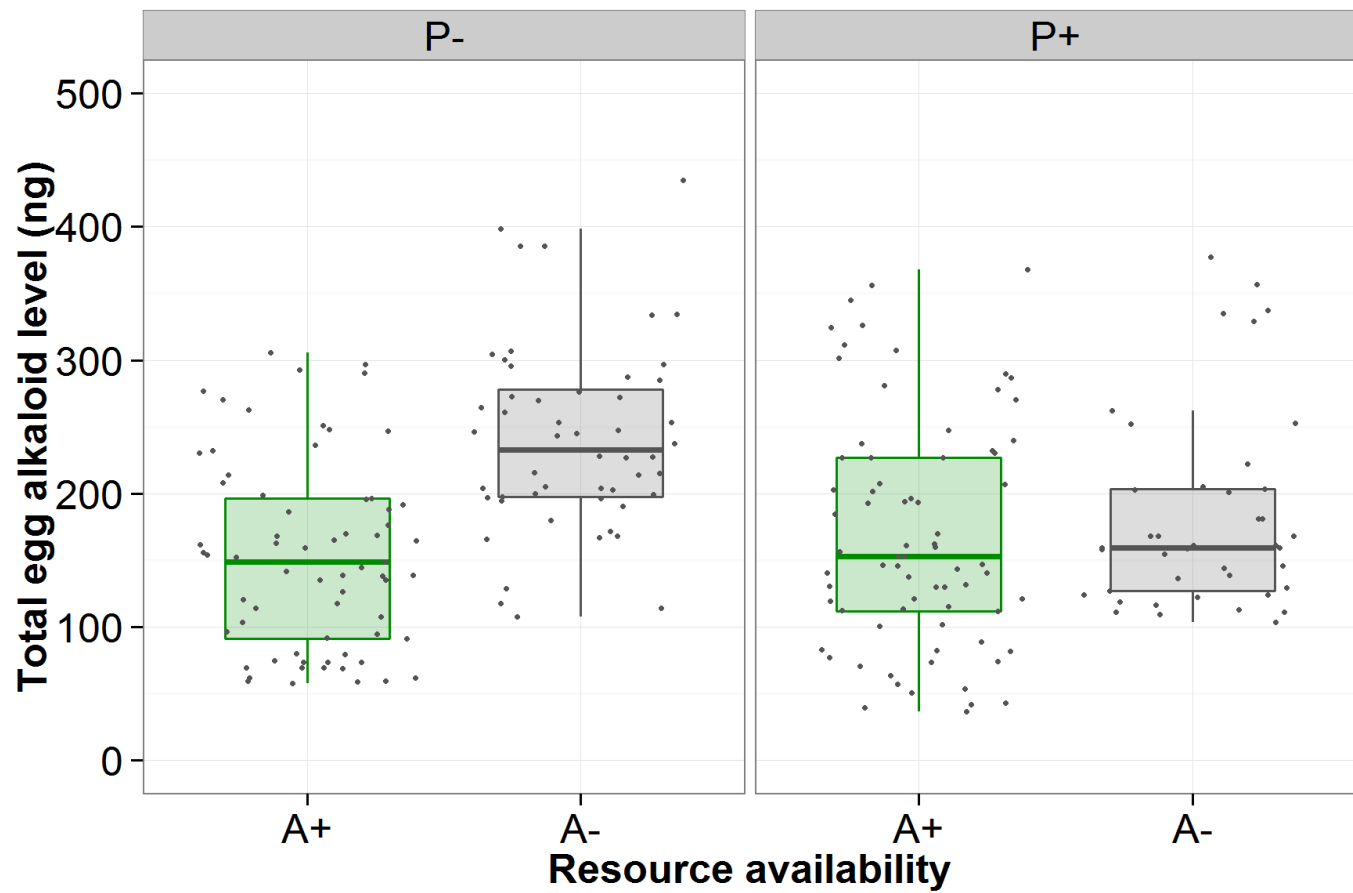 P-
P+
Total egg alkaloid level (ng)
500
400
300
200
100
0
A+
A-
A+
A-
Resource availability